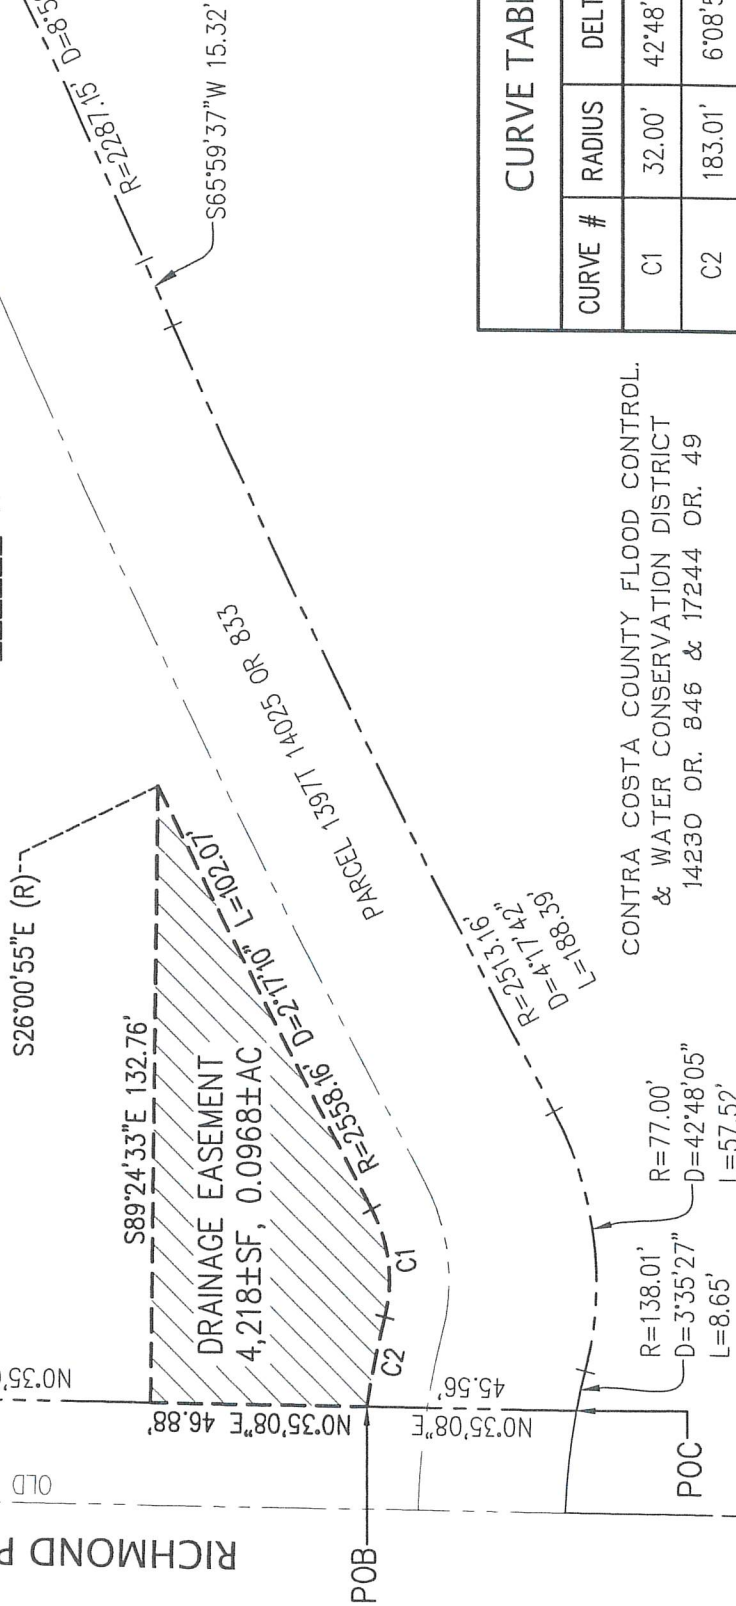 S26°00'55"E (R)
S89°24'33"E 132.76'
DRAINAGE EASEMENT
4,218±SF, 0.0968±AC
R=2558.16' D=2°17'10" L=102.07'
C1
C2
N0°35'
N0°35'08"E 46.88'
N0°35'08"E
45.56'
OLD
RICHMOND
POB
POC
PARCEL 1397T 14025 OR 833
R=2287.15' D=8°5
S65°59'37"W 15.32'
R=2513.16'
D=4°17'42"
L=188.39'
R=77.00'
D=42°48'05"
L=57.52'
R=138.01'
D=3°35'27"
L=8.65'
CONTRA COSTA COUNTY FLOOD CONTROL.
& WATER CONSERVATION DISTRICT
14230 OR. 846 & 17244 OR. 49
CURVE TABL
CURVE # RADIUS DELT
C1 32.00' 42°48'
C2 183.01' 6°08'5